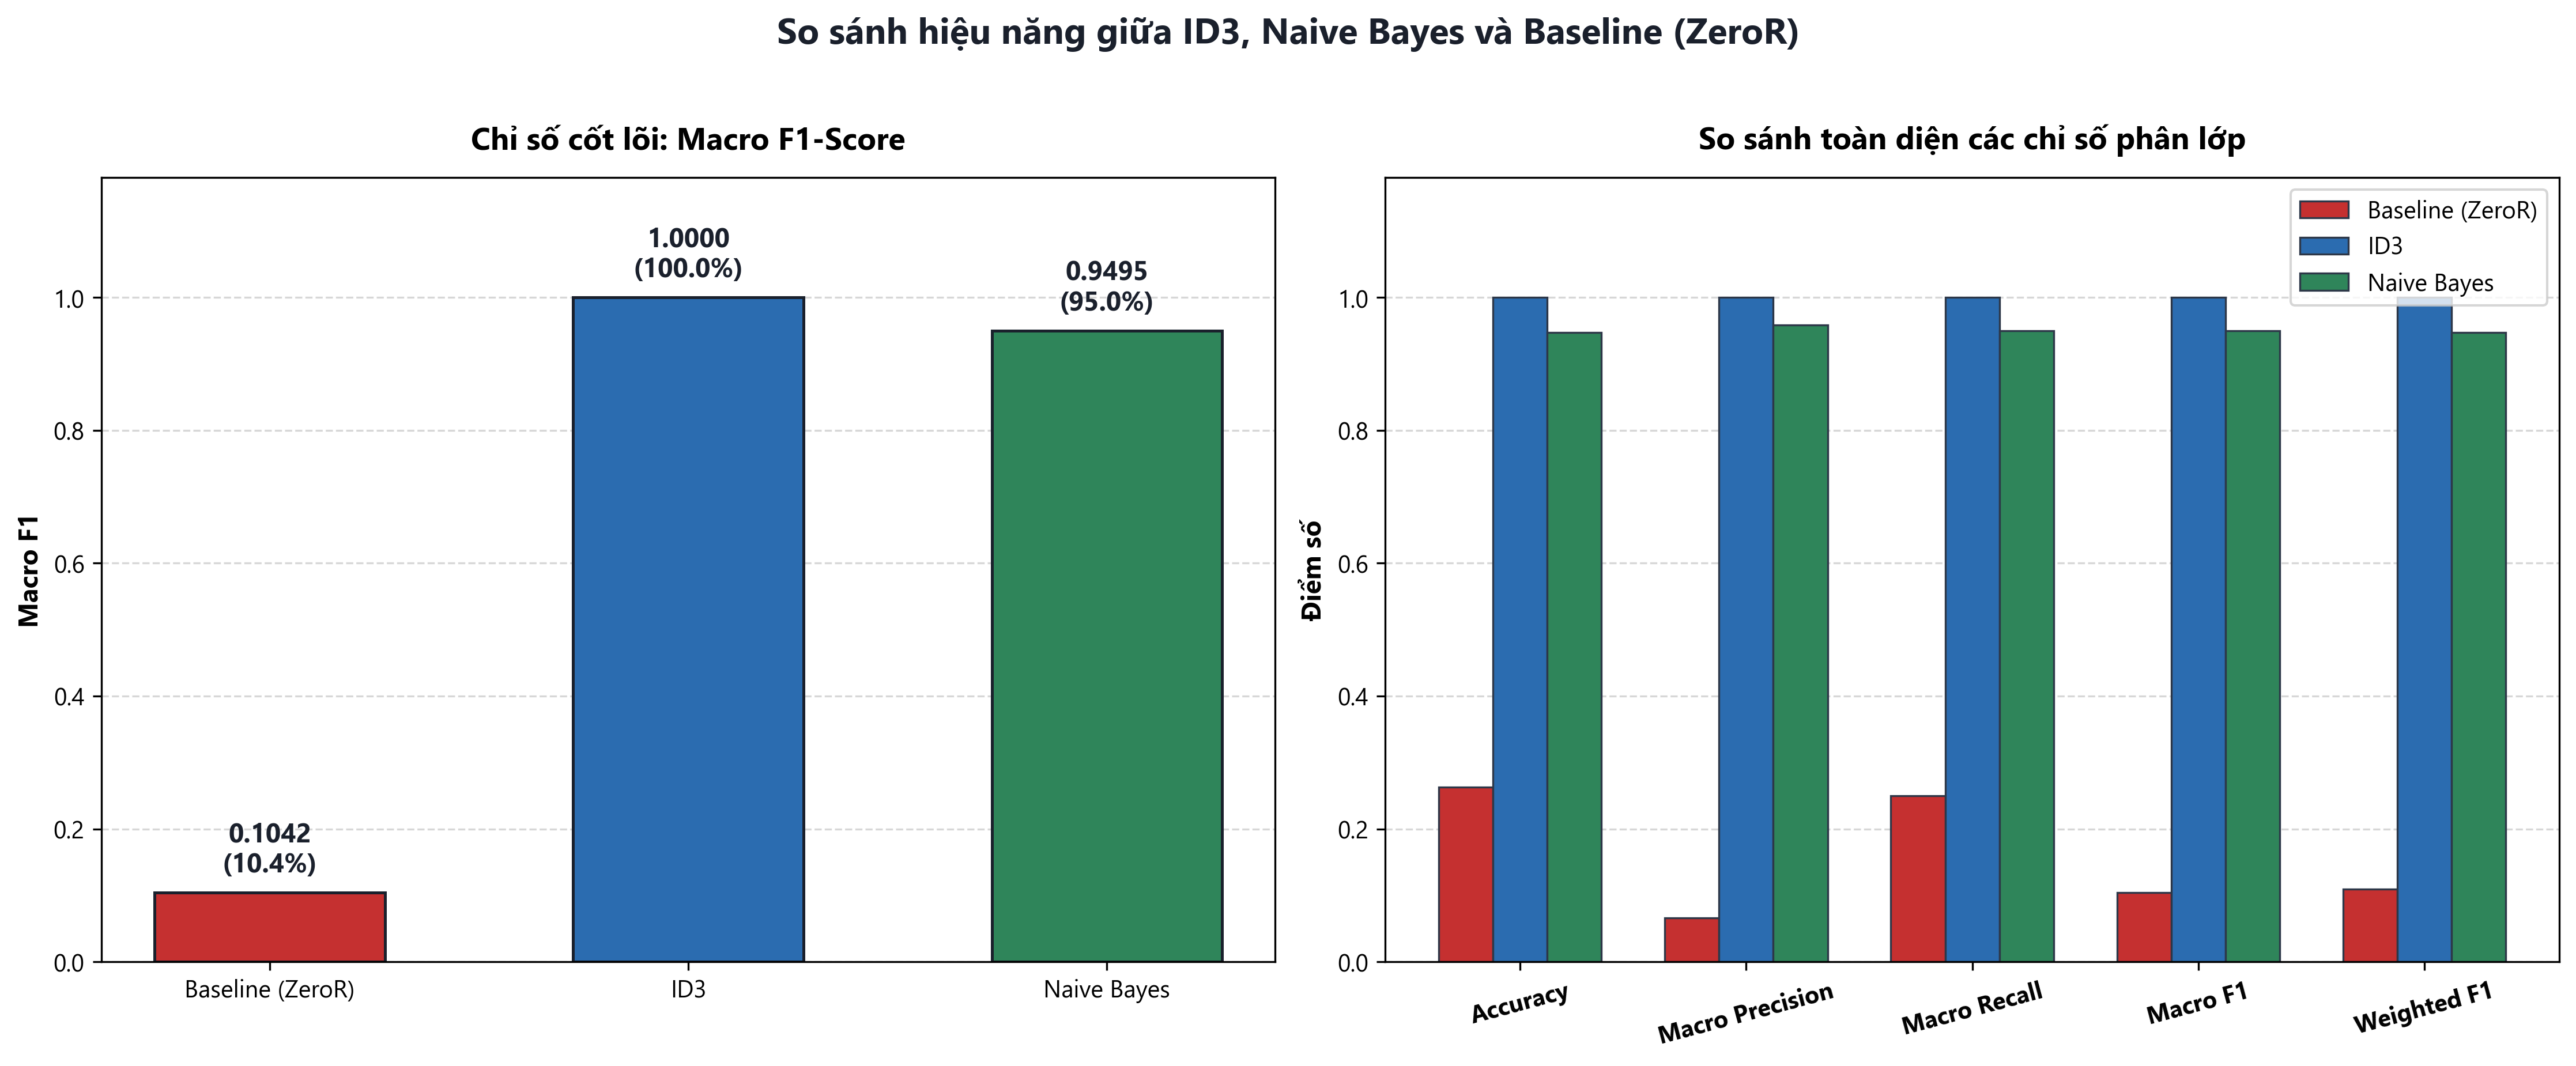 So sánh hiệu năng giữa ID3, Naive Bayes và Baseline (ZeroR)
Chỉ số cốt lõi: Macro F1-Score
Macro F1
1.0
0.8
0.6
0.4
0.2
0.0
0.1042
(10.4%)
1.0000
(100.0%)
0.9495
(95.0%)
Baseline (ZeroR)
ID3
Naive Bayes
So sánh toàn diện các chỉ số phân lớp
Điểm số
1.0
0.8
0.6
0.4
0.2
0.0
Baseline (ZeroR)
ID3
Naive Bayes
Accuracy
Macro Precision
Macro Recall
Macro F1
Weighted F1